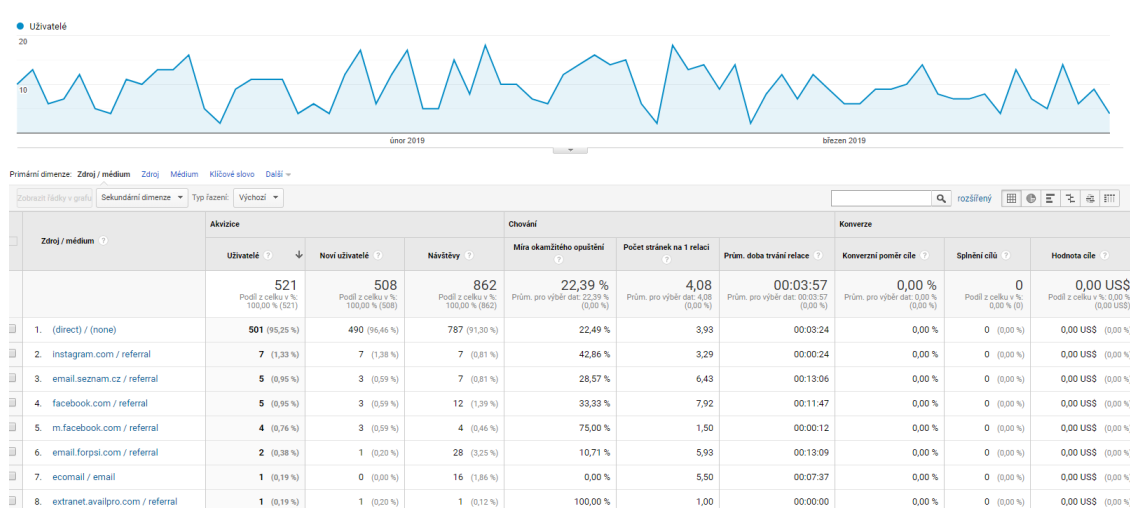 Uživatelé
20
10
únor 2019
březen 2019
Primární dimenze: Zdroj / médium Zdroj Médium Klíčové slovo Další
Zobrazit řádky v grafu Sekundární dimenze Typ řazení: Výchozí rozšířený
Zdroj / médium ? Akvizice Chování Konverze
Uživatelé ? Noví uživatelé ? Návštěvy ? Míra okamžitého opuštění ? Počet stránek na 1 relaci ? Prům. doba trvání relace ? Konverzní poměr cíle ? Splnění cílů ? Hodnota cíle ?
521 508 862 22,39 % 4,08 00:03:57 0,00 % 0 0,00 US$
Podíl z celku v %: Podíl z celku v %: Podíl z celku v %: Prům. pro výběr dat: 22,39 % Prům. pro výběr dat: 4,08 Prům. pro výběr dat: 00:03:57 Prům. pro výběr dat: 0,00 % Podíl z celku v %: Podíl z celku v %: 0,00 %
100,00 % (521) 100,00 % (508) 100,00 % (862) (0,00 %) (0,00 %) (0,00 %) (0,00 %) 0,00 % (0) (0,00 US$)
1. (direct) / (none) 501 (95,25 %) 490 (96,46 %) 787 (91,30 %) 22,49 % 3,93 00:03:24 0,00 % 0 (0,00 %) 0,00 US$ (0,00 %)
2. instagram.com / referral 7 (1,33 %) 7 (1,38 %) 7 (0,81 %) 42,86 % 3,29 00:00:24 0,00 % 0 (0,00 %) 0,00 US$ (0,00 %)
3. email.seznam.cz / referral 5 (0,95 %) 3 (0,59 %) 7 (0,81 %) 28,57 % 6,43 00:13:06 0,00 % 0 (0,00 %) 0,00 US$ (0,00 %)
4. facebook.com / referral 5 (0,95 %) 3 (0,59 %) 12 (1,39 %) 33,33 % 7,92 00:11:47 0,00 % 0 (0,00 %) 0,00 US$ (0,00 %)
5. m.facebook.com / referral 4 (0,76 %) 3 (0,59 %) 4 (0,46 %) 75,00 % 1,50 00:00:12 0,00 % 0 (0,00 %) 0,00 US$ (0,00 %)
6. email.forpsi.com / referral 2 (0,38 %) 1 (0,20 %) 28 (3,25 %) 10,71 % 5,93 00:13:09 0,00 % 0 (0,00 %) 0,00 US$ (0,00 %)
7. ecomail / email 1 (0,19 %) 0 (0,00 %) 16 (1,86 %) 0,00 % 5,50 00:07:37 0,00 % 0 (0,00 %) 0,00 US$ (0,00 %)
8. extranet.availpro.com / referral 1 (0,19 %) 1 (0,20 %) 1 (0,12 %) 100,00 % 1,00 00:00:00 0,00 % 0 (0,00 %) 0,00 US$ (0,00 %)